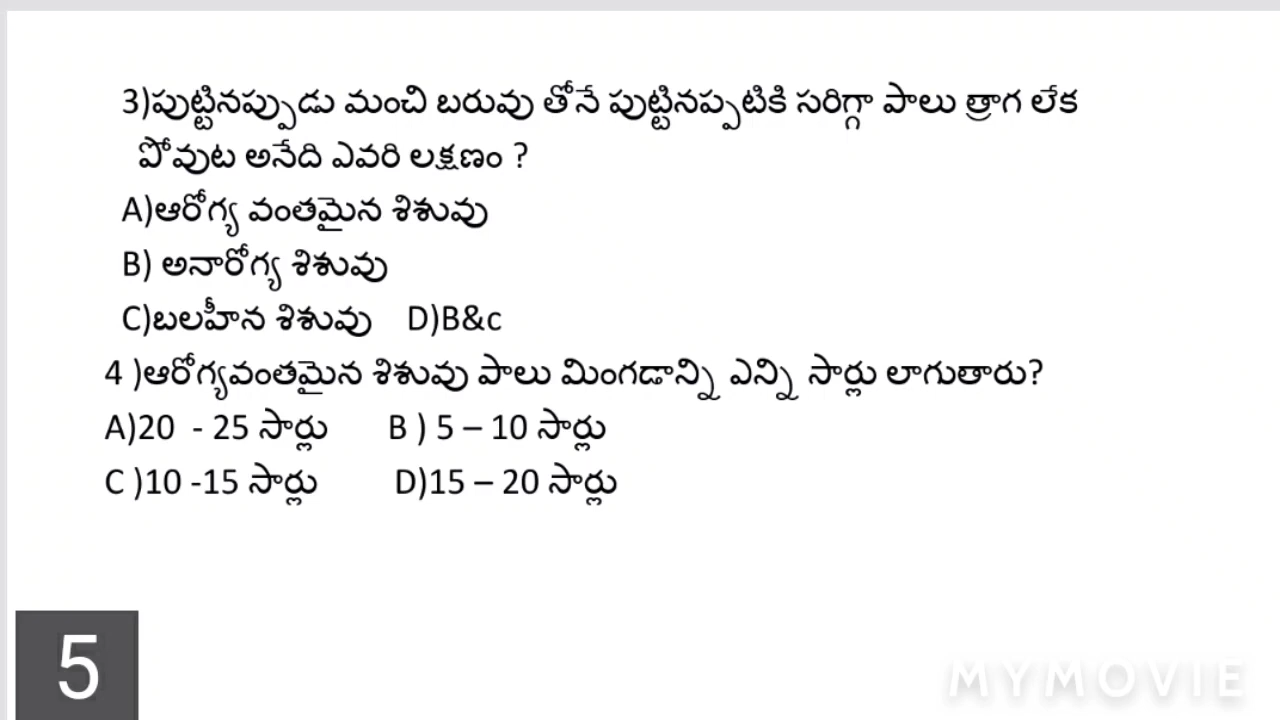 3)పుట్టినప్పుడు మంచి బరువు తోనే పుట్టినప్పటికి సరిగ్గా పాలు త్రాగ లేక
పోవుట అనేది ఎవరి లక్షణం ?
A)ఆరోగ్య వంతమైన శిశువు
B) అనారోగ్య శిశువు
C)బలహీన శిశువు D)B&c
4 )ఆరోగ్యవంతమైన శిశువు పాలు మింగడాన్ని ఎన్ని సార్లు లాగుతారు?
A)20 - 25 సార్లు B ) 5 – 10 సార్లు
C )10 -15 సార్లు D)15 – 20 సార్లు
5
MYMOVIE